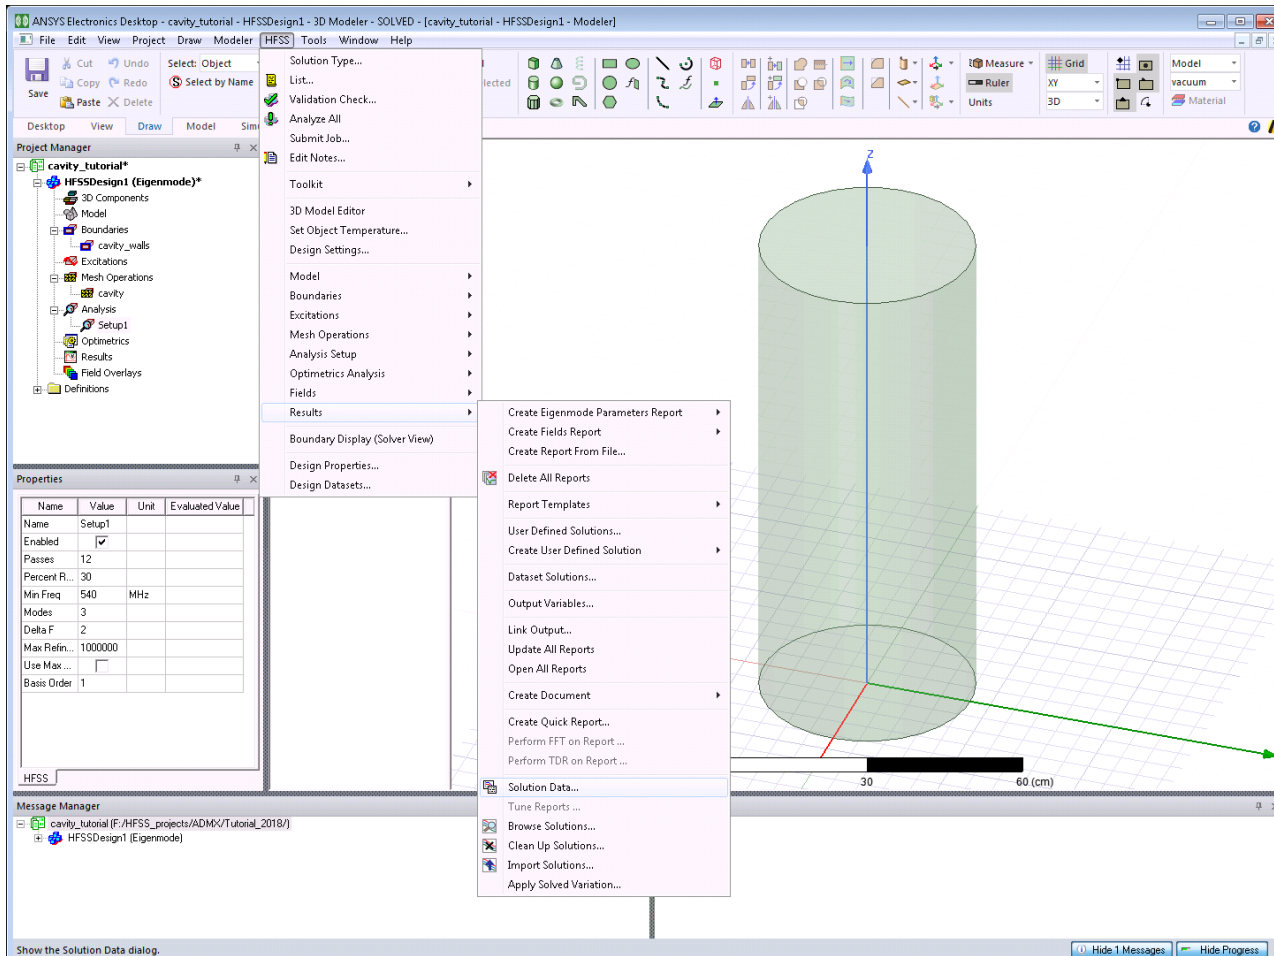 ANSYS Electronics Desktop - cavity_tutorial - HFSSDesign1 - 3D Modeler - SOLVED - [cavity_tutorial - HFSSDesign1 - Modeler]
File Edit View Project Draw Modeler HFSS Tools Window Help
Save
Cut Undo
Copy Redo
Paste Delete
Select: Object
Select by Name
Measure
Ruler
Units
Grid
XY
3D
Model
vacuum
Material
Desktop View Draw Model
Project Manager
cavity_tutorial*
HFSSDesign1 (Eigenmode)*
3D Components
Model
Boundaries
cavity_walls
Excitations
Mesh Operations
cavity
Analysis
Setup1
Optimetrics
Results
Field Overlays
Definitions
Solution Type...
List...
Validation Check...
Analyze All
Submit Job...
Edit Notes...
Toolkit
3D Model Editor
Set Object Temperature...
Design Settings...
Model
Boundaries
Excitations
Mesh Operations
Analysis Setup
Optimetrics Analysis
Fields
Results
Boundary Display (Solver View)
Design Properties...
Design Datasets...
Create Eigenmode Parameters Report
Create Fields Report
Create Report From File...
Delete All Reports
Report Templates
User Defined Solutions...
Create User Defined Solution
Dataset Solutions...
Output Variables...
Link Output...
Update All Reports
Open All Reports
Create Document
Create Quick Report...
Perform FFT on Report ...
Perform TDR on Report ...
Solution Data...
Tune Reports ...
Browse Solutions...
Clean Up Solutions...
Import Solutions...
Apply Solved Variation...
Z
30 60 (cm)
Properties
Name Value Unit Evaluated Value
Name Setup1
Enabled
Passes 12
Percent R... 30
Min Freq 540 MHz
Modes 3
Delta F 2
Max Refin... 1000000
Use Max ...
Basis Order 1
HFSS
Message Manager
cavity_tutorial (F:/HFSS_projects/ADMX/Tutorial_2018/)
HFSSDesign1 (Eigenmode)
Show the Solution Data dialog.
Hide 1 Messages Hide Progress